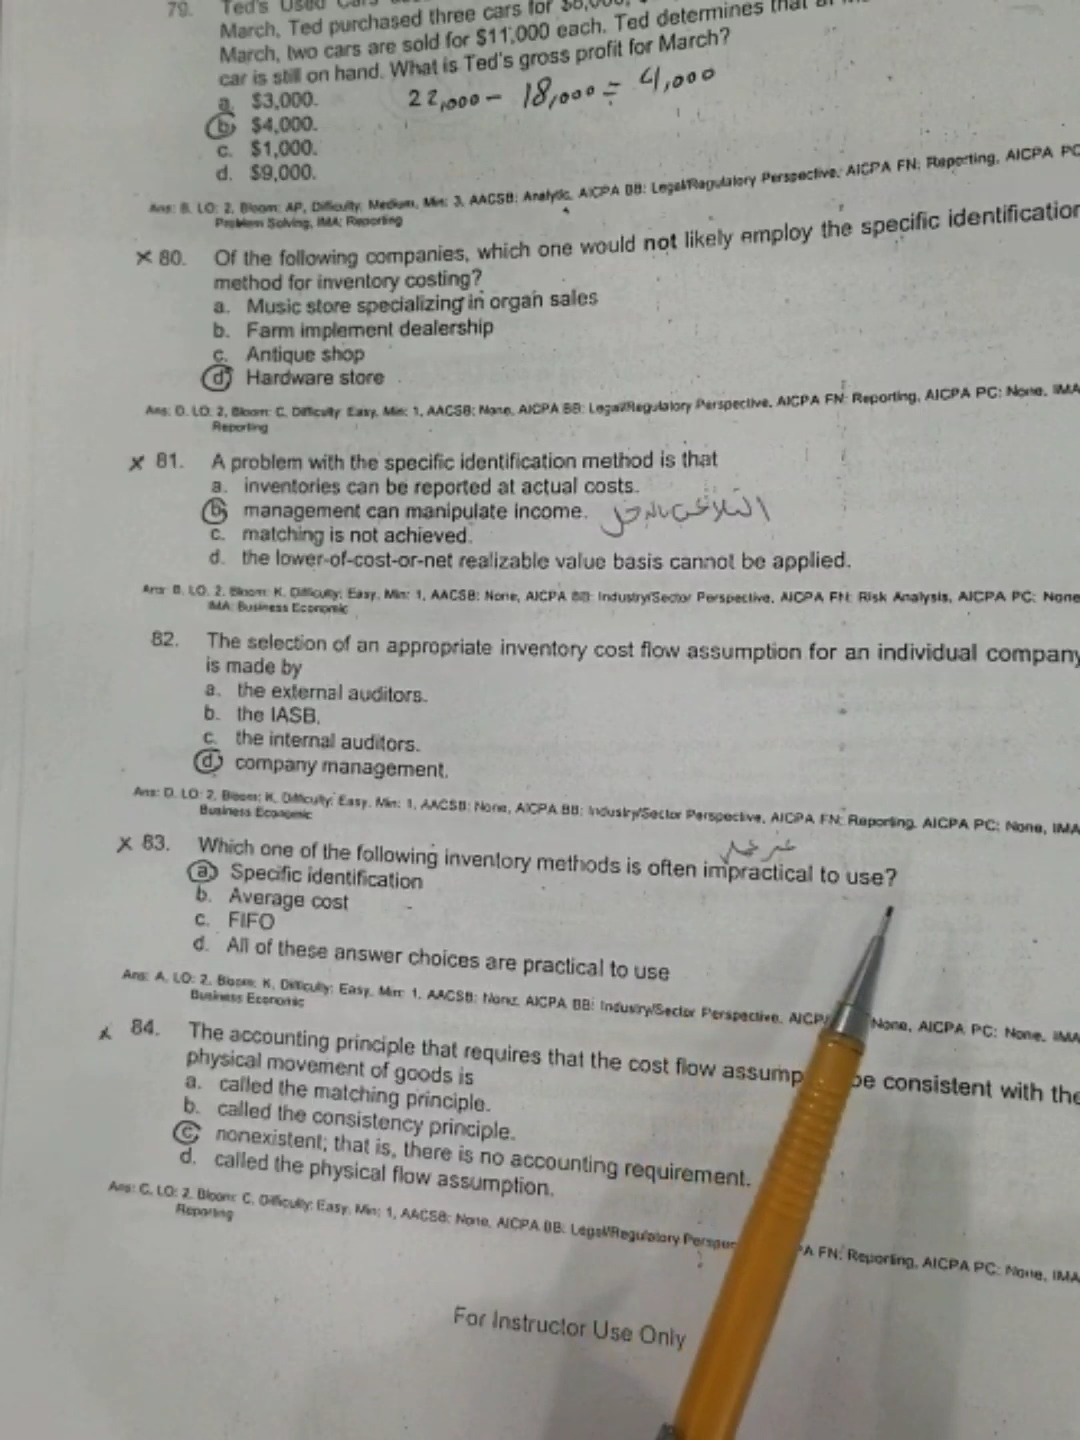 79. Ted's Used Cars
March, Ted purchased three cars for
March, two cars are sold for $11,000 each. Ted determines that
car is still on hand. What is Ted's gross profit for March?
a. $3,000.
22,000 - 18,000 = 4,000
b. $4,000.
c. $1,000.
d. $9,000.
Ans: B, LO: 2, Bloom: AP, Difficulty: Medium, Min: 3, AACSB: Analytic, AICPA BB: Legal/Regulatory Perspective, AICPA FN: Reporting, AICPA PC
Problem Solving, IMA: Reporting
× 80. Of the following companies, which one would not likely employ the specific identification
method for inventory costing?
a. Music store specializing in organ sales
b. Farm implement dealership
c. Antique shop
d. Hardware store
Ans: D, LO: 2, Bloom: C, Difficulty: Easy, Min: 1, AACSB: None, AICPA BB: Legal/Regulatory Perspective, AICPA FN: Reporting, AICPA PC: None, IMA
Reporting
× 81. A problem with the specific identification method is that
a. inventories can be reported at actual costs.
b. management can manipulate income. التلاعب بالدخل
c. matching is not achieved.
d. the lower-of-cost-or-net realizable value basis cannot be applied.
Ans: B, LO: 2, Bloom: K, Difficulty: Easy, Min: 1, AACSB: None, AICPA BB: Industry/Sector Perspective, AICPA FN: Risk Analysis, AICPA PC: None
IMA: Business Economic
82. The selection of an appropriate inventory cost flow assumption for an individual company
is made by
a. the external auditors.
b. the IASB.
c. the internal auditors.
d. company management.
Ans: D, LO: 2, Bloom: K, Difficulty: Easy, Min: 1, AACSB: None, AICPA BB: Industry/Sector Perspective, AICPA FN: Reporting, AICPA PC: None, IMA
Business Economic
× 83. Which one of the following inventory methods is often impractical to use?
a. Specific identification
b. Average cost
c. FIFO
d. All of these answer choices are practical to use
Ans: A, LO: 2, Bloom: K, Difficulty: Easy, Min: 1, AACSB: None, AICPA BB: Industry/Sector Perspective, AICPA None, AICPA PC: None, IMA
Business Economic
× 84. The accounting principle that requires that the cost flow assump be consistent with the
physical movement of goods is
a. called the matching principle.
b. called the consistency principle.
c. nonexistent; that is, there is no accounting requirement.
d. called the physical flow assumption.
Ans: C, LO: 2, Bloom: C, Difficulty: Easy, Min: 1, AACSB: None, AICPA BB: Legal/Regulatory Perspec PA FN: Reporting, AICPA PC: None, IMA
Reporting
For Instructor Use Only